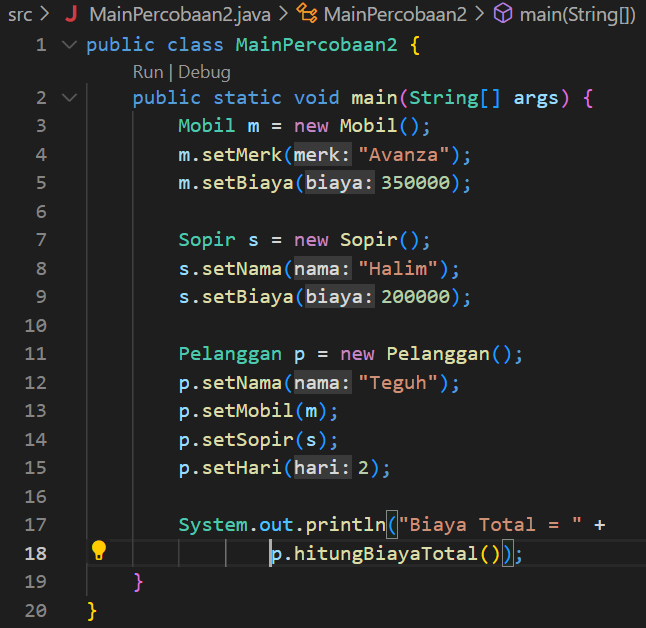 src > J MainPercobaan2.java > MainPercobaan2 > main(String[])
1 public class MainPercobaan2 {
Run | Debug
2 public static void main(String[] args) {
3 Mobil m = new Mobil();
4 m.setMerk(merk: "Avanza");
5 m.setBiaya(biaya: 350000);
6
7 Sopir s = new Sopir();
8 s.setNama(nama: "Halim");
9 s.setBiaya(biaya: 200000);
10
11 Pelanggan p = new Pelanggan();
12 p.setNama(nama: "Teguh");
13 p.setMobil(m);
14 p.setSopir(s);
15 p.setHari(hari: 2);
16
17 System.out.println("Biaya Total = " +
18 p.hitungBiayaTotal());
19 }
20 }